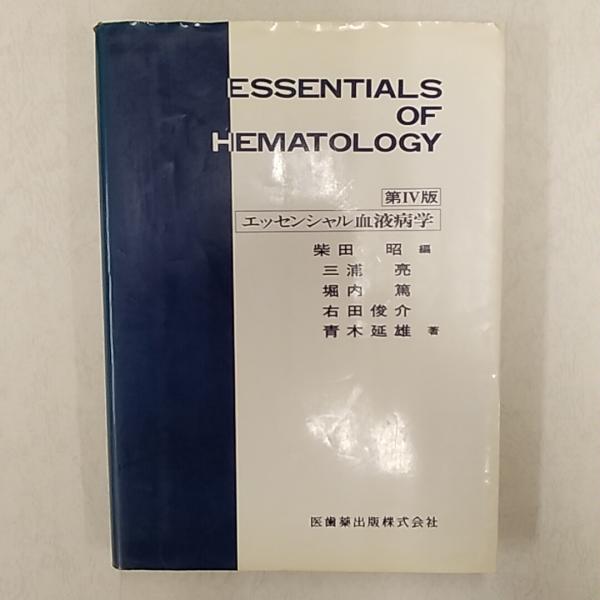 ESSENTIALS
OF
HEMATOLOGY
第IV版
エッセンシャル血液病学
柴田 昭 編
三浦 亮
堀内 篤
右田俊介
青木延雄 著
医歯薬出版株式会社